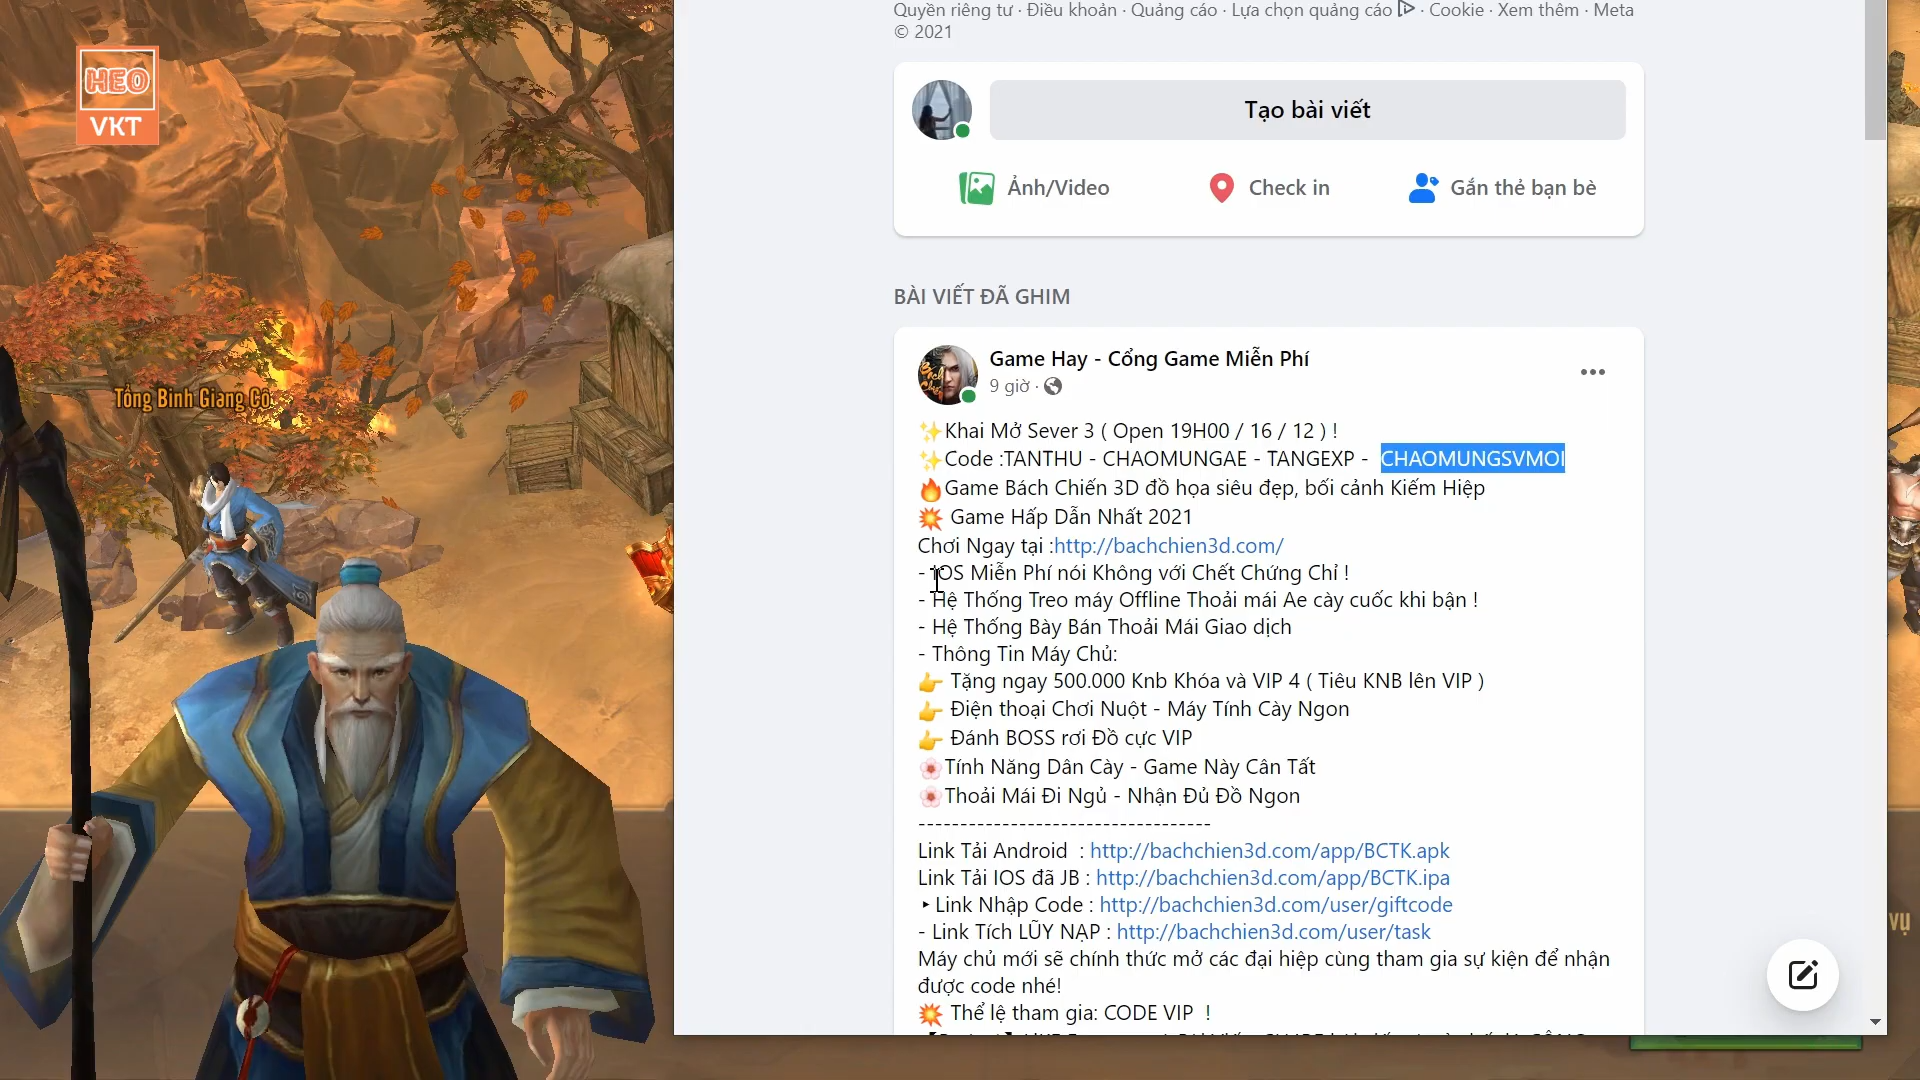 Quyền riêng tư · Điều khoản · Quảng cáo · Lựa chọn quảng cáo · Cookie · Xem thêm · Meta
© 2021
HEO
VKT
Tạo bài viết
Ảnh/Video
Check in
Gắn thẻ bạn bè
BÀI VIẾT ĐÃ GHIM
Game Hay - Cổng Game Miễn Phí
9 giờ ·
Tổng Binh Giang Cô
✨Khai Mở Sever 3 ( Open 19H00 / 16 / 12 ) !
✨Code :TANTHU - CHAOMUNGAE - TANGEXP - CHAOMUNGSVMOI
🔥Game Bách Chiến 3D đồ họa siêu đẹp, bối cảnh Kiếm Hiệp
💥 Game Hấp Dẫn Nhất 2021
Chơi Ngay tại :http://bachchien3d.com/
- IOS Miễn Phí nói Không với Chết Chứng Chỉ !
- Hệ Thống Treo máy Offline Thoải mái Ae cày cuốc khi bận !
- Hệ Thống Bày Bán Thoải Mái Giao dịch
- Thông Tin Máy Chủ:
👉 Tặng ngay 500.000 Knb Khóa và VIP 4 ( Tiêu KNB lên VIP )
👉 Điện thoại Chơi Nuột - Máy Tính Cày Ngon
👉 Đánh BOSS rơi Đồ cực VIP
🌸Tính Năng Dân Cày - Game Này Cân Tất
🌸Thoải Mái Đi Ngủ - Nhận Đủ Đồ Ngon
-----------------------------------
Link Tải Android : http://bachchien3d.com/app/BCTK.apk
Link Tải IOS đã JB : http://bachchien3d.com/app/BCTK.ipa
‣ Link Nhập Code : http://bachchien3d.com/user/giftcode
- Link Tích LŨY NẠP : http://bachchien3d.com/user/task
Máy chủ mới sẽ chính thức mở các đại hiệp cùng tham gia sự kiện để nhận
được code nhé!
💥 Thể lệ tham gia: CODE VIP !
vụ